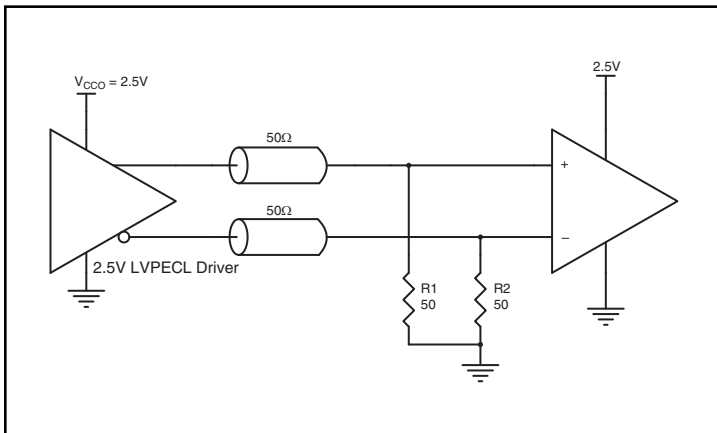 V_CCO = 2.5V
2.5V
50Ω
+
50Ω
−
2.5V LVPECL Driver
R1
50
R2
50